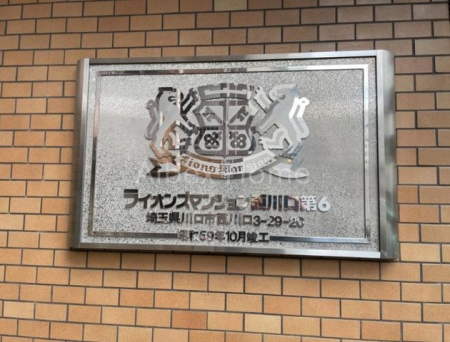 Lions Mansion
ライオンズマンション西川口第6
埼玉県川口市西川口3-29-26
昭和59年10月竣工